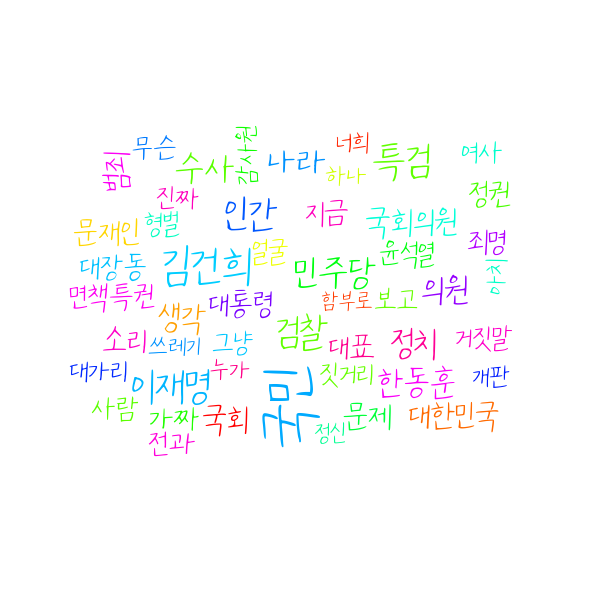 무슨
범죄
수사
감사원
나라
너희
하나
특검
여사
정권
진짜
문재인
형벌
인간
지금
국회의원
죄명
대장동
김건희
얼굴
민주당
윤석열
면책특권
생각
대통령
함부로
보고
의원
소리
쓰레기
그냥
검찰
대표
정치
거짓말
대가리
이재명
누가
국민
짓거리
한동훈
개판
사람
가짜
국회
정신
문제
대한민국
전과